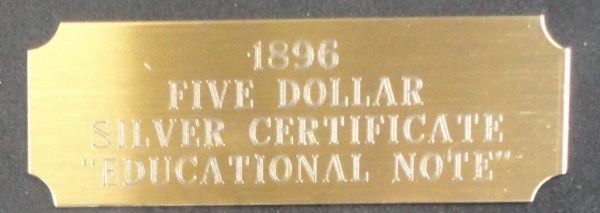 1896
FIVE DOLLAR
SILVER CERTIFICATE
"EDUCATIONAL NOTE"